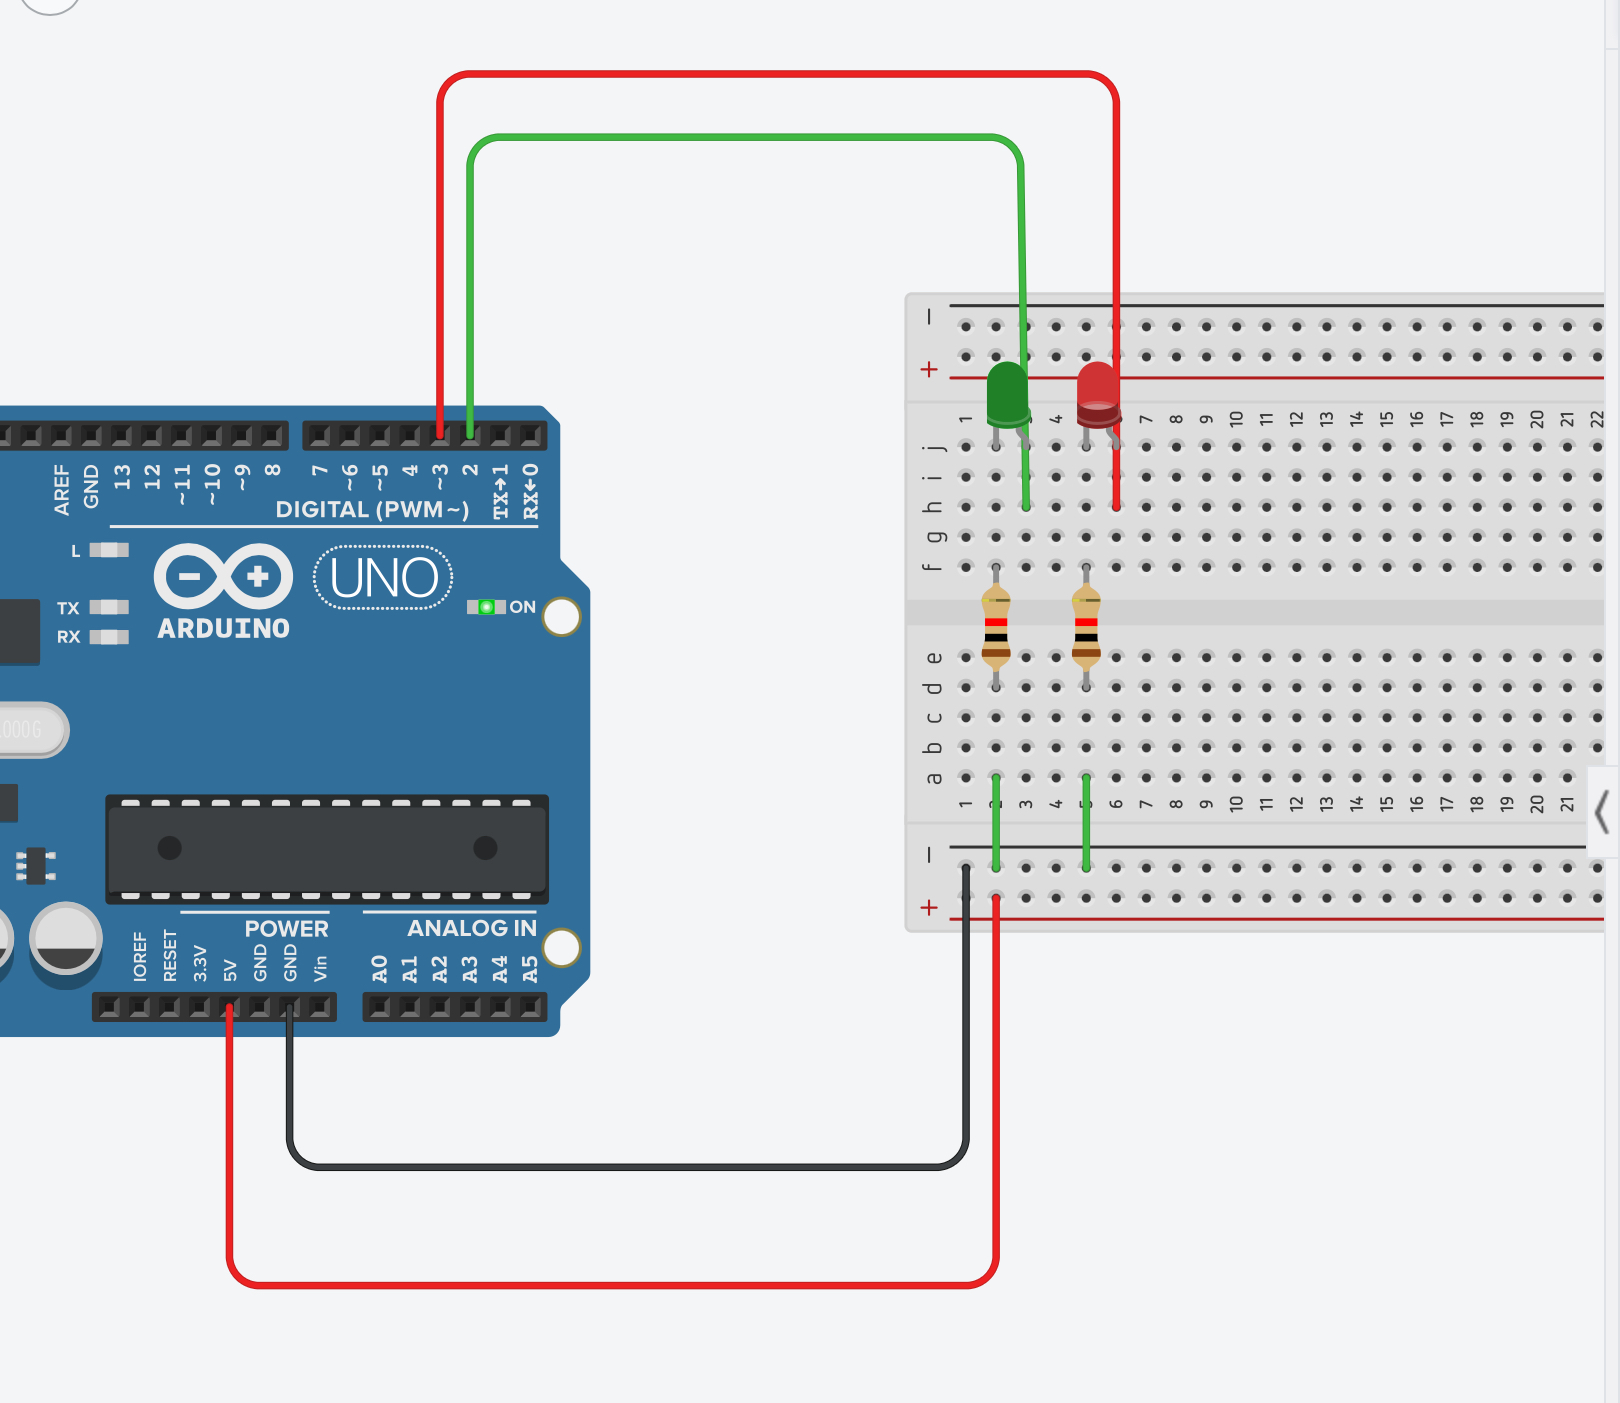 −
+
1 4 7 8 9 10 11 12 13 14 15 16 17 18 19 20 21 22
j
i
h
g
f
AREF GND 13 12 ~11 ~10 ~9 8 7 ~6 ~5 4 ~3 2 TX→1 RX←0
DIGITAL (PWM~)
L
UNO
TX
ON
RX
ARDUINO
e
d
c
b
a
1 3 4 6 7 8 9 10 11 12 13 14 15 16 17 18 19 20 21
000G
−
+
POWER
ANALOG IN
IOREF RESET 3.3V 5V GND GND Vin A0 A1 A2 A3 A4 A5